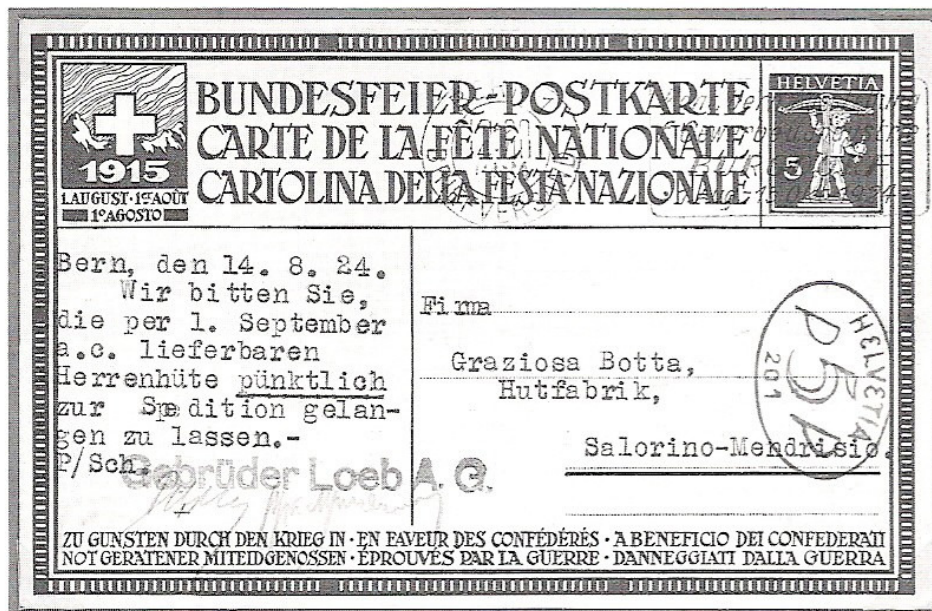 BUNDESFEIER-POSTKARTE
CARTE DE LA FÊTE NATIONALE
CARTOLINA DELLA FESTA NAZIONALE
1915
1.AUGUST·1ER AOÛT
1º AGOSTO
HELVETIA
5
Bern, den 14. 8. 24.
Wir bitten Sie,
die per 1. September
a.c. lieferbaren
Herrenhüte pünktlich
zur Spedition gelan-
gen zu lassen.-
P/Sch.
Gebrüder Loeb A. G.
Firma
Graziosa Botta,
Hutfabrik,
Salorino-Mendrisio.
HELVETIA
P 5
201
ZU GUNSTEN DURCH DEN KRIEG IN · EN FAVEUR DES CONFÉDÉRÉS · A BENEFICIO DEI CONFEDERATI
NOT GERATENER MITEIDGENOSSEN · ÉPROUVÉS PAR LA GUERRE · DANNEGGIATI DALLA GUERRA